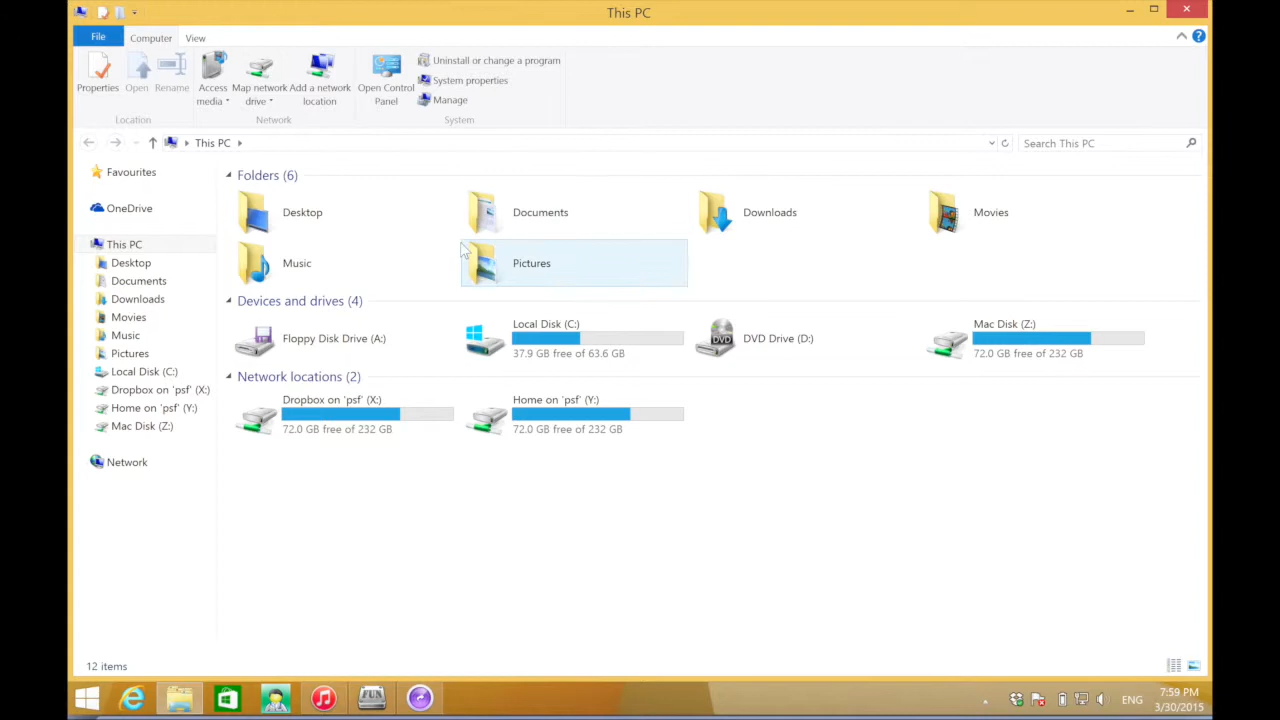 This PC
File
Computer
View
?
Properties
Open
Rename
Access media
Map network drive
Add a network location
Open Control Panel
Uninstall or change a program
System properties
Manage
Location
Network
System
This PC
Search This PC
Favourites
OneDrive
This PC
Desktop
Documents
Downloads
Movies
Music
Pictures
Local Disk (C:)
Dropbox on 'psf' (X:)
Home on 'psf' (Y:)
Mac Disk (Z:)
Network
Folders (6)
Desktop
Documents
Downloads
Movies
Music
Pictures
Devices and drives (4)
Floppy Disk Drive (A:)
Local Disk (C:)
37.9 GB free of 63.6 GB
DVD
DVD Drive (D:)
Mac Disk (Z:)
72.0 GB free of 232 GB
Network locations (2)
Dropbox on 'psf' (X:)
72.0 GB free of 232 GB
Home on 'psf' (Y:)
72.0 GB free of 232 GB
12 items
FUN
ENG
7:59 PM
3/30/2015